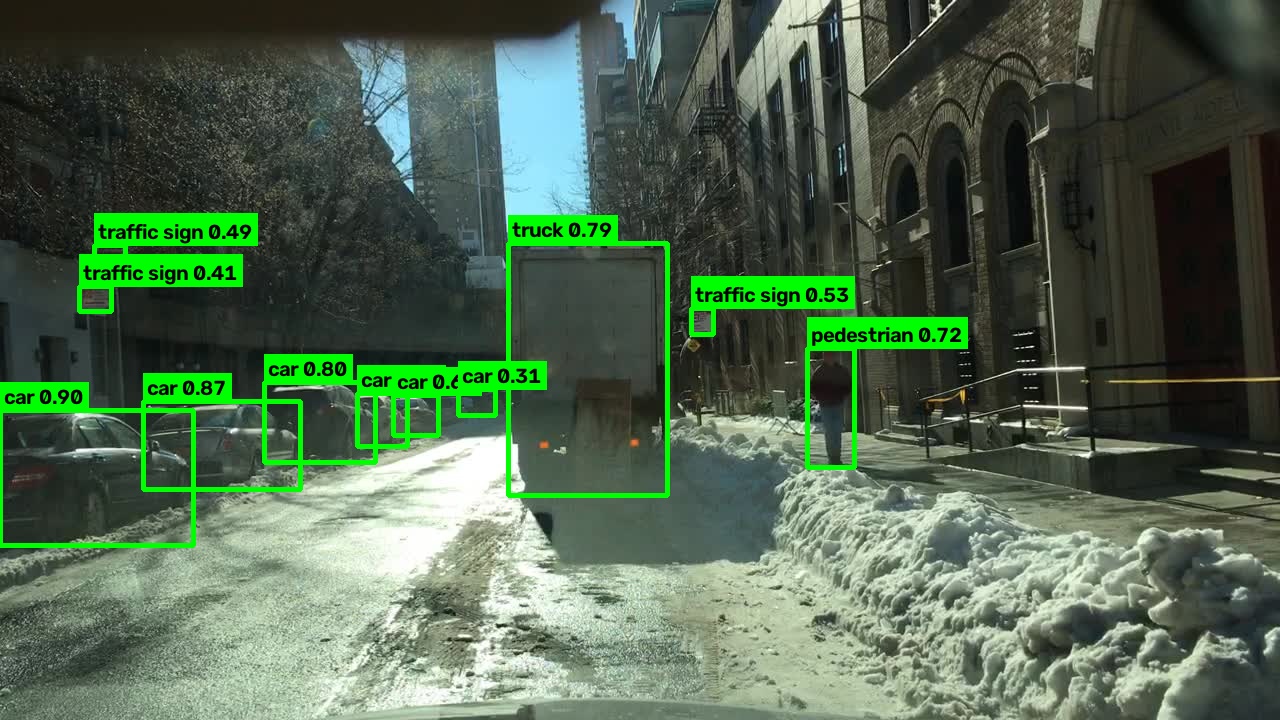 traffic sign 0.49
traffic sign 0.41
truck 0.79
traffic sign 0.53
pedestrian 0.72
car 0.90
car 0.87
car 0.80
car
car 0.6
car 0.31